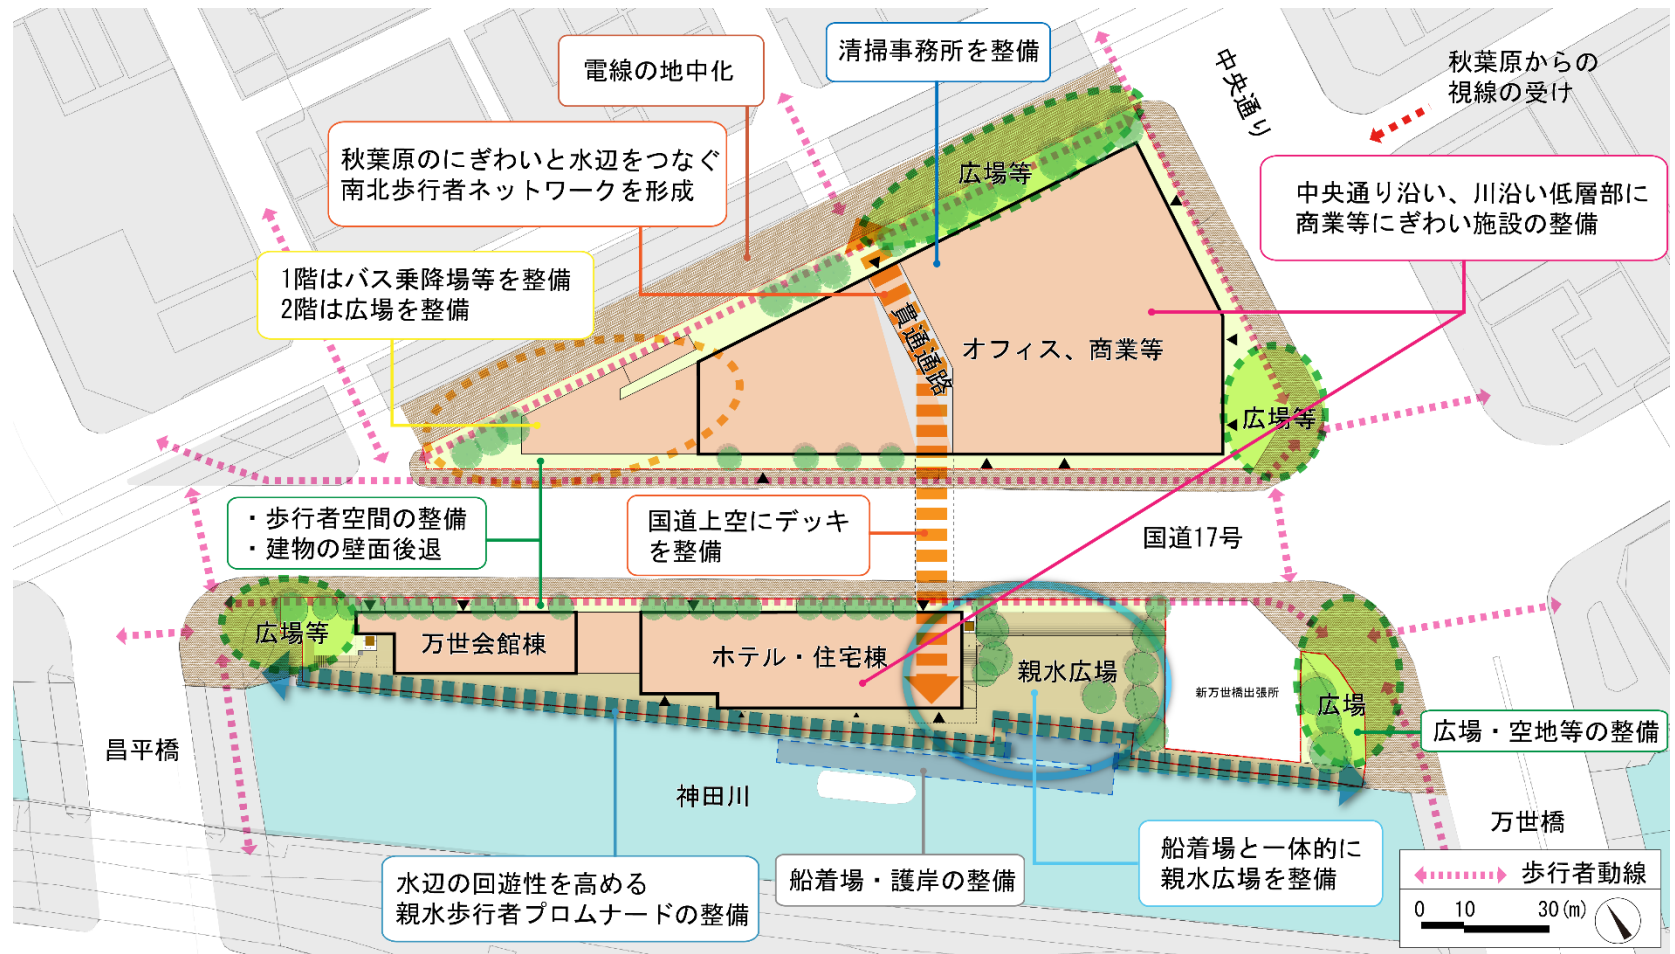 清掃事務所を整備
電線の地中化
中央通り
秋葉原からの
視線の受け
秋葉原のにぎわいと水辺をつなぐ
南北歩行者ネットワークを形成
広場等
中央通り沿い、川沿い低層部に
商業等にぎわい施設の整備
1階はバス乗降場等を整備
2階は広場を整備
貫通通路
オフィス、商業等
広場等
・歩行者空間の整備
・建物の壁面後退
国道上空にデッキ
を整備
国道17号
広場等
万世会館棟
ホテル・住宅棟
親水広場
新万世橋出張所
広場
広場・空地等の整備
昌平橋
神田川
万世橋
水辺の回遊性を高める
親水歩行者プロムナードの整備
船着場・護岸の整備
船着場と一体的に
親水広場を整備
歩行者動線
0 10 30(m)